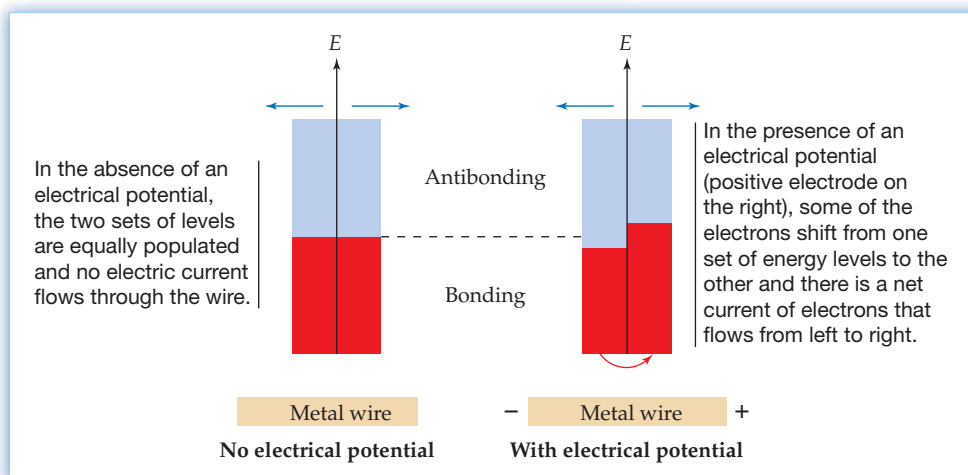 E
E
In the absence of an
electrical potential,
the two sets of levels
are equally populated
and no electric current
flows through the wire.
Antibonding
Bonding
In the presence of an
electrical potential
(positive electrode on
the right), some of the
electrons shift from one
set of energy levels to the
other and there is a net
current of electrons that
flows from left to right.
Metal wire
No electrical potential
– Metal wire +
With electrical potential